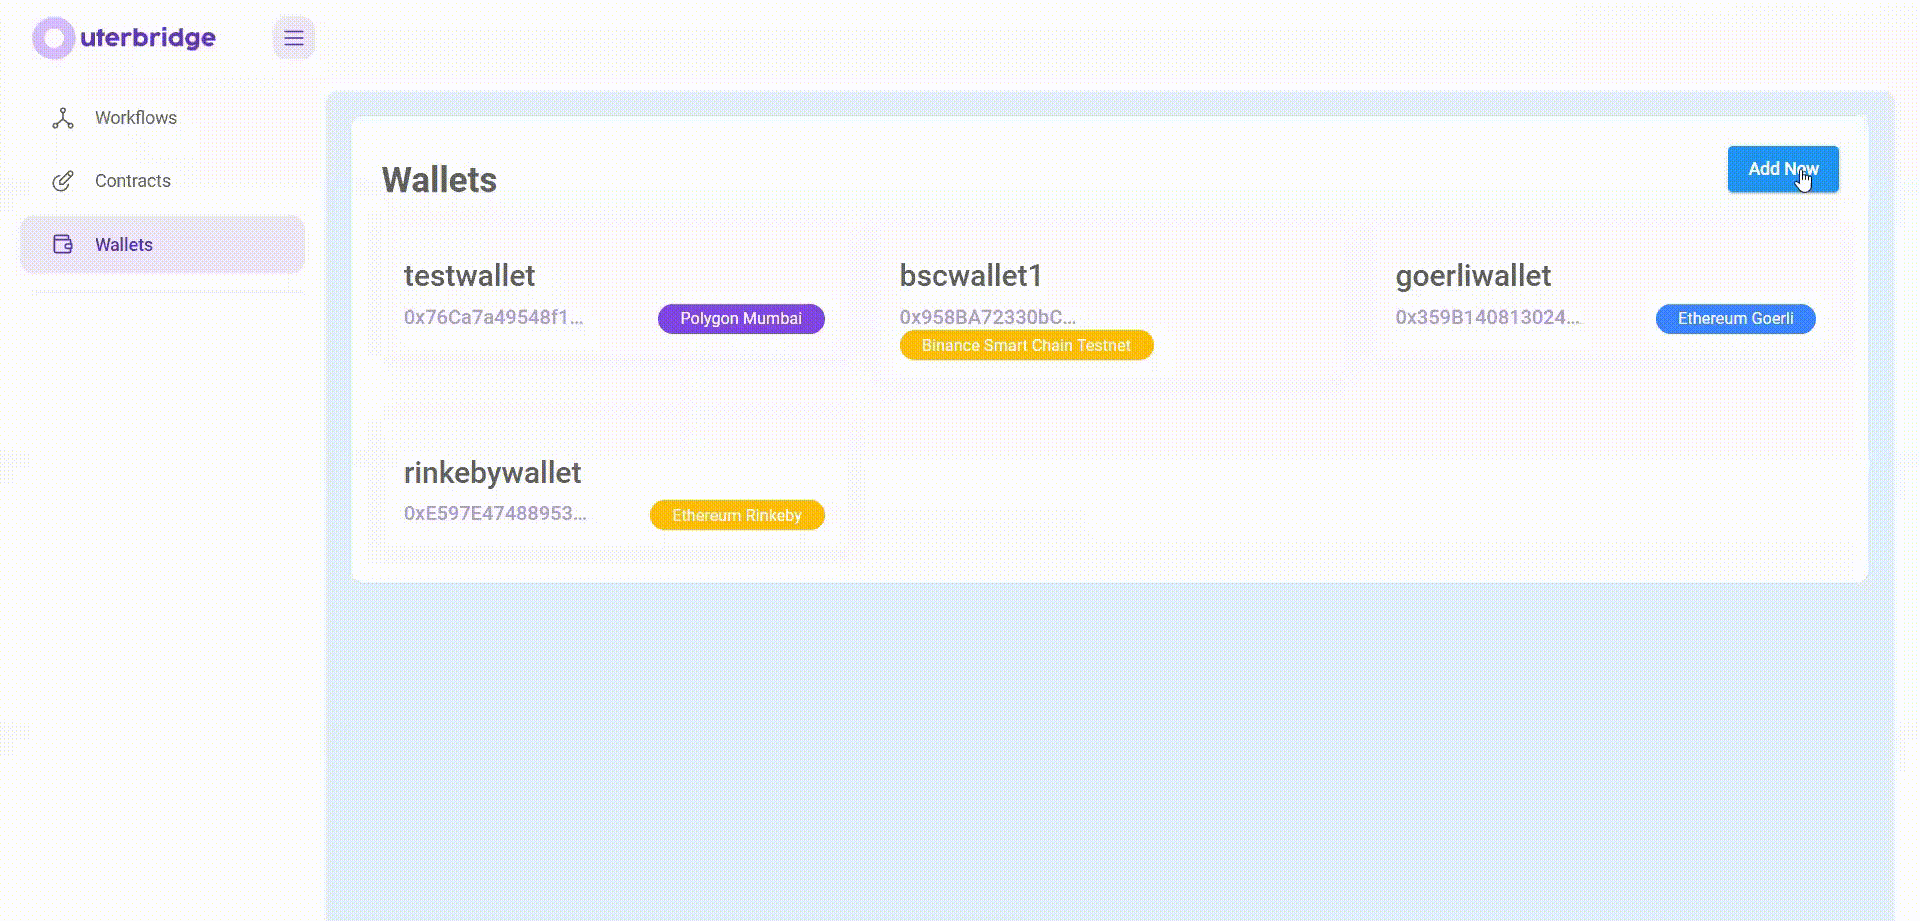 uterbridge
Workflows
Contracts
Wallets
Wallets
Add New
testwallet
0x76Ca7a49548f1...
Polygon Mumbai
bscwallet1
0x958BA72330bC...
Binance Smart Chain Testnet
goerliwallet
0x359B140813024...
Ethereum Goerli
rinkebywallet
0xE597E47488953...
Ethereum Rinkeby